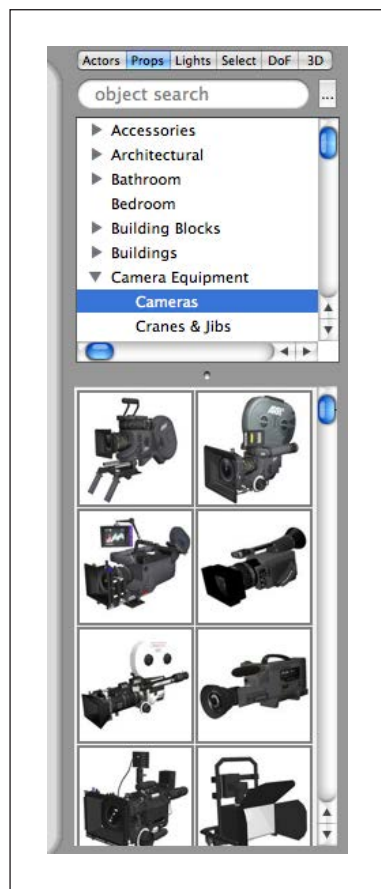 Actors Props Lights Select DoF 3D
object search ...
Accessories
Architectural
Bathroom
Bedroom
Building Blocks
Buildings
Camera Equipment
Cameras
Cranes & Jibs